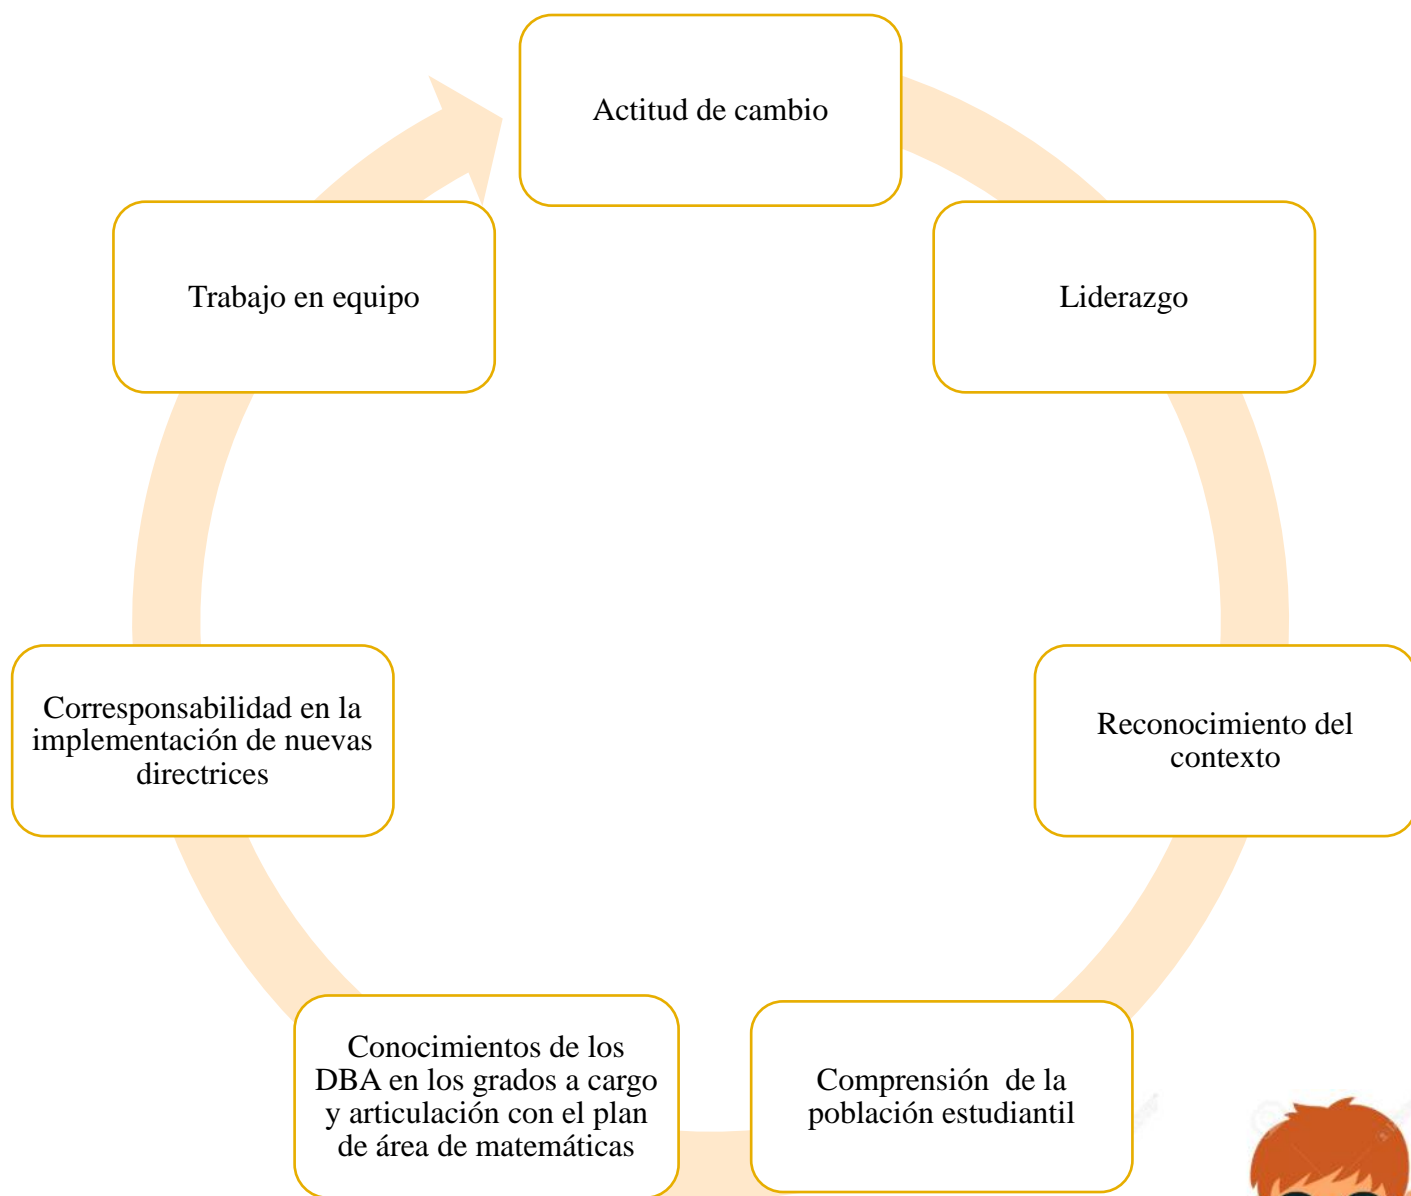 Actitud de cambio
Liderazgo
Reconocimiento del
contexto
Comprensión  de la
población estudiantil
Conocimientos de los
DBA en los grados a cargo
y articulación con el plan
de área de matemáticas
Corresponsabilidad en la
implementación de nuevas
directrices
Trabajo en equipo